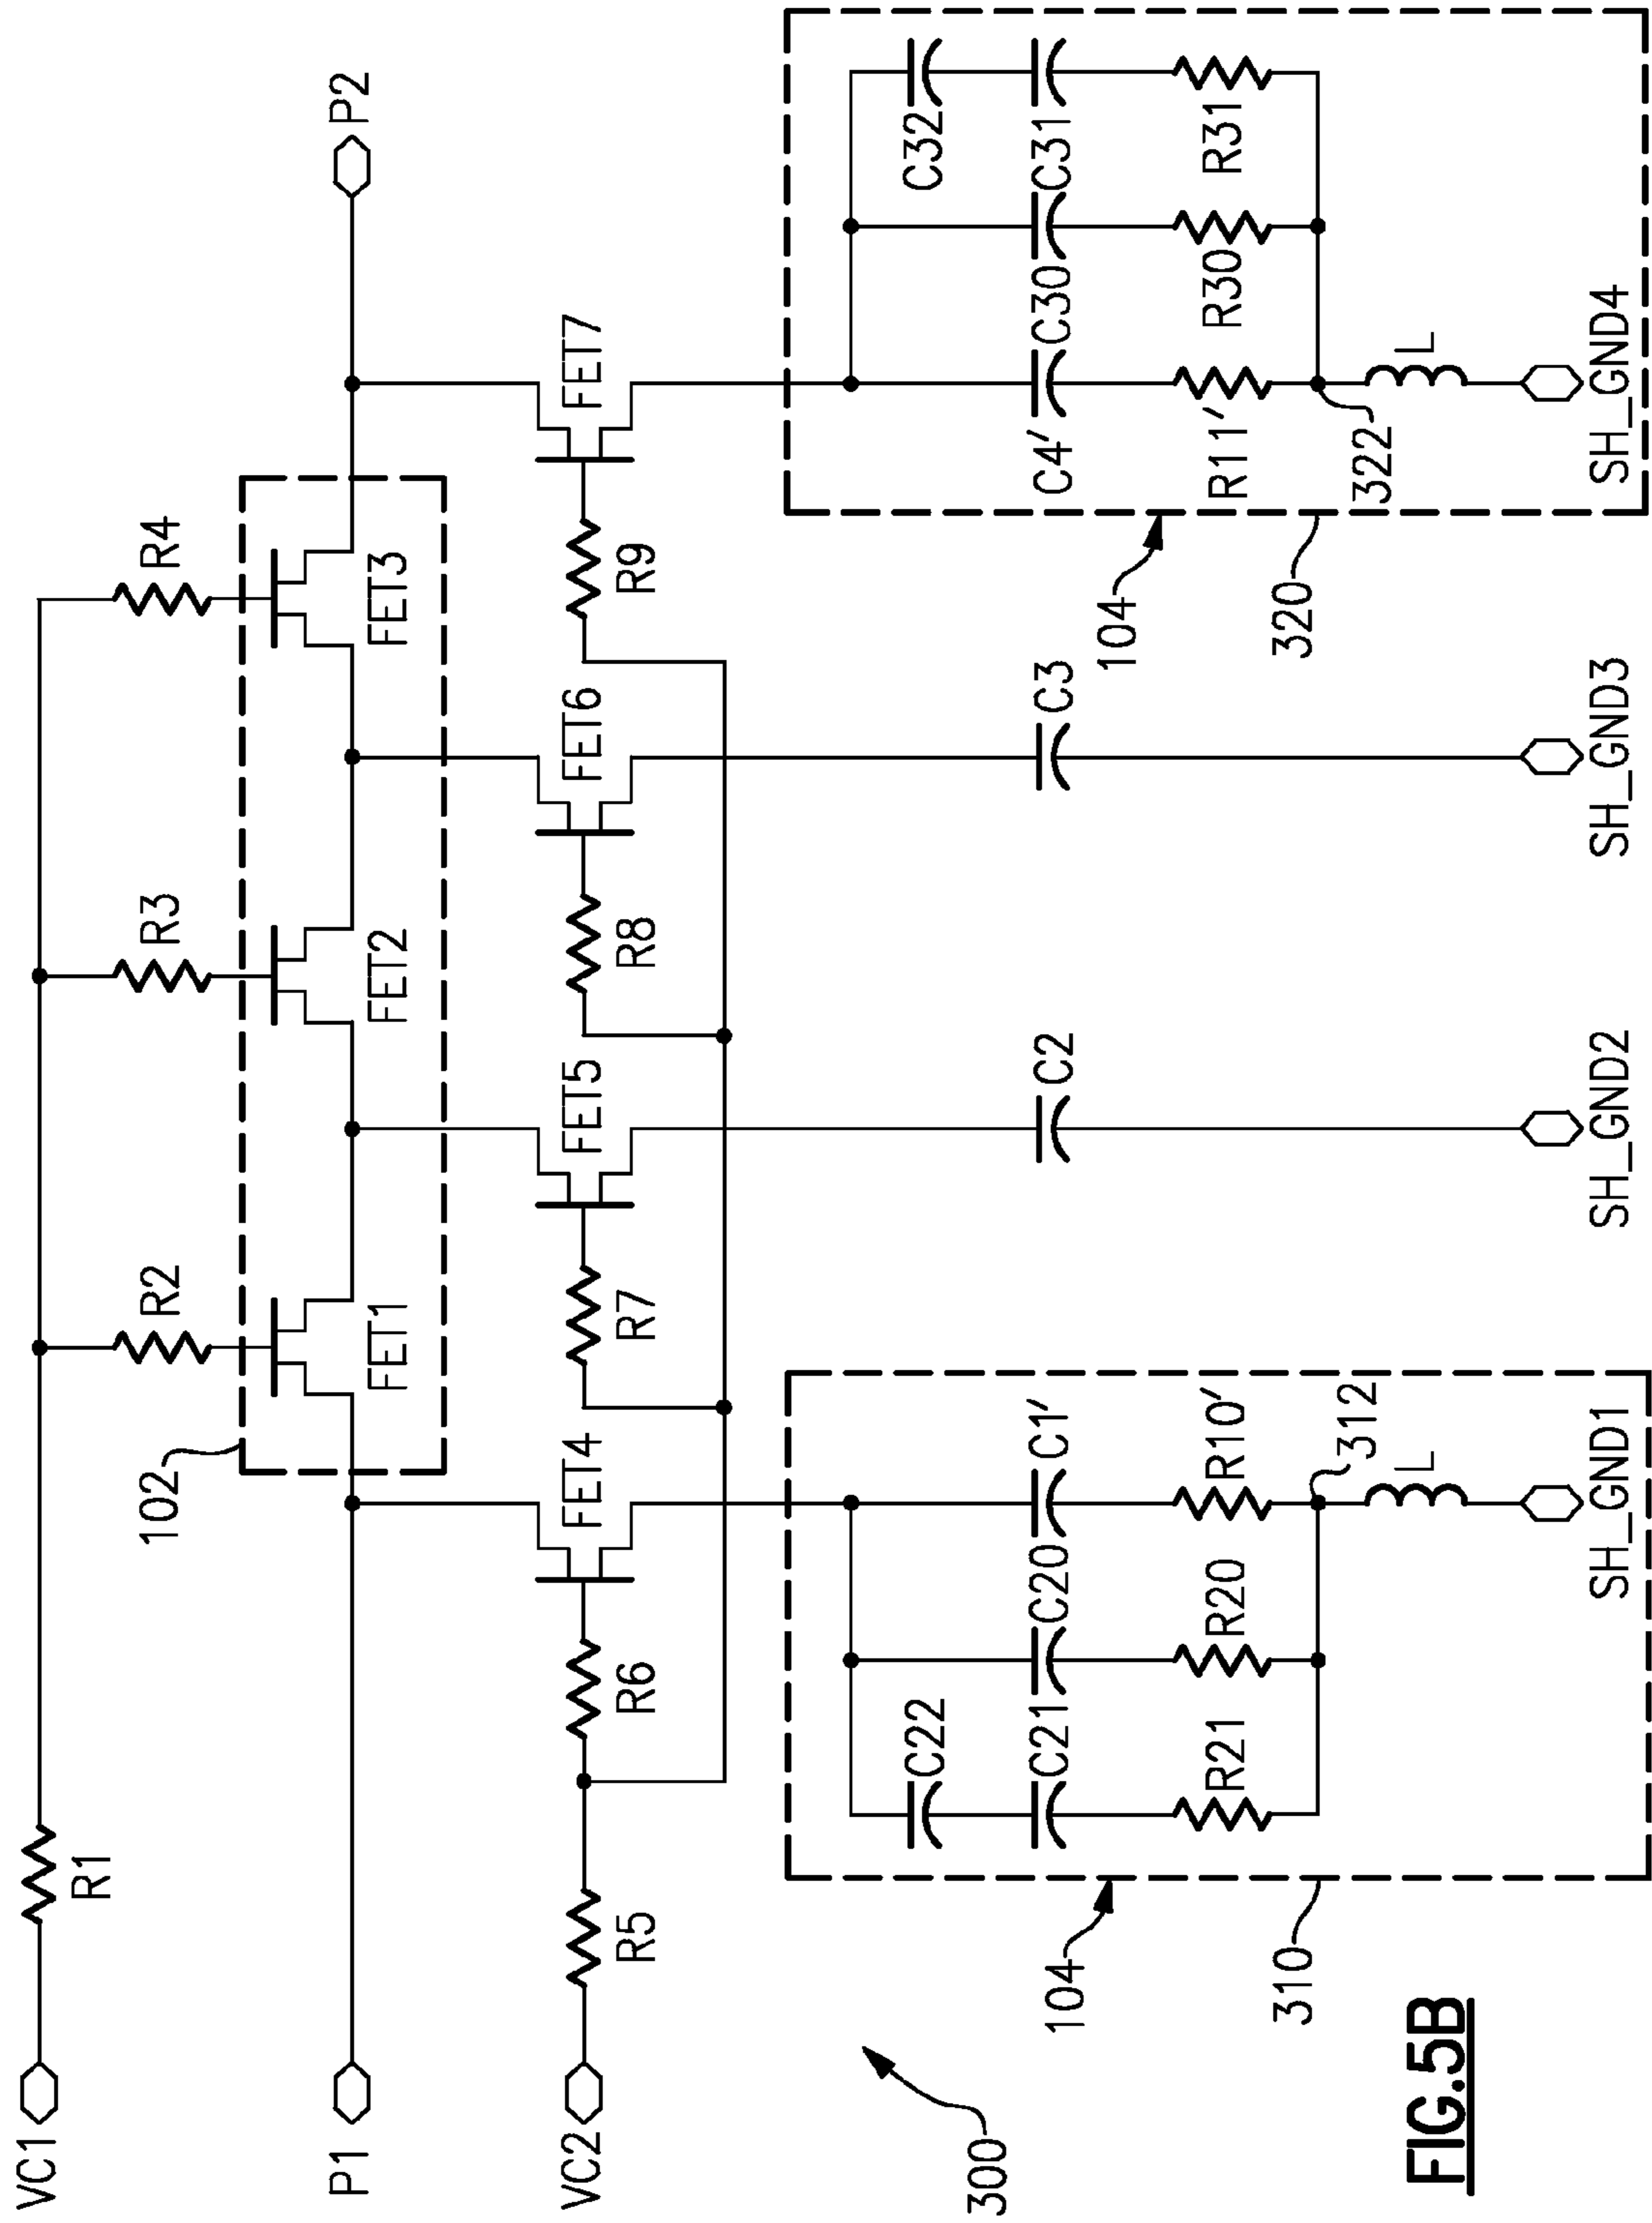 VC1
R1
R2
R3
R4
102
FET1
FET2
FET3
P1
P2
VC2
R5
R6
FET4
R7
FET5
R8
FET6
R9
FET7
300
104
310
C22
C21
C20
C1'
R21
R20
R10'
312
L
SH_GND1
C2
SH_GND2
C3
SH_GND3
104
320
C4'
C30
C31
C32
R11'
R30
R31
322
L
SH_GND4
FIG.5B